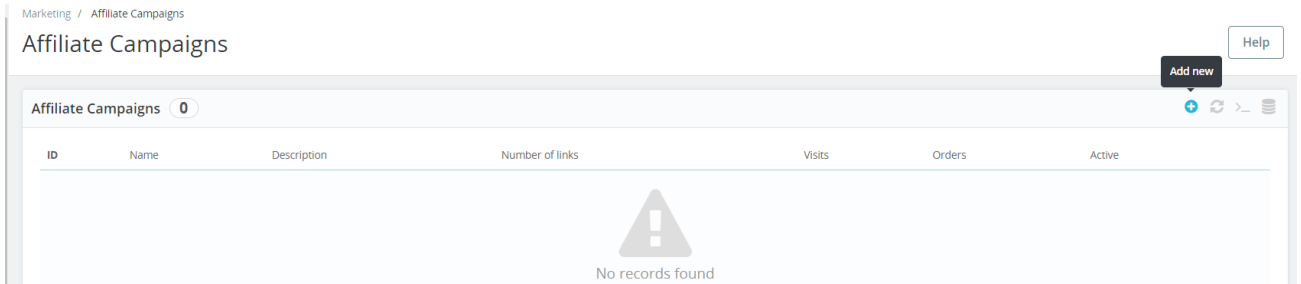 Marketing / Affiliate Campaigns
Affiliate Campaigns
Help
Add new
Affiliate Campaigns 0
ID Name Description Number of links Visits Orders Active
No records found